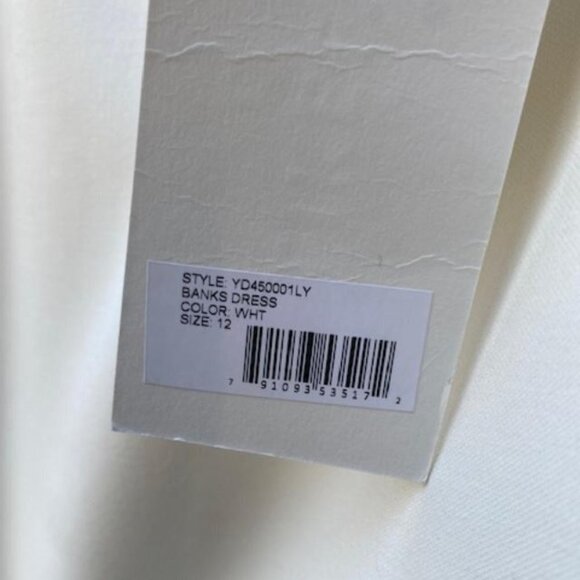 STYLE: YD450001LY
BANKS DRESS
COLOR: WHT
SIZE: 12
7 91093 53517 2